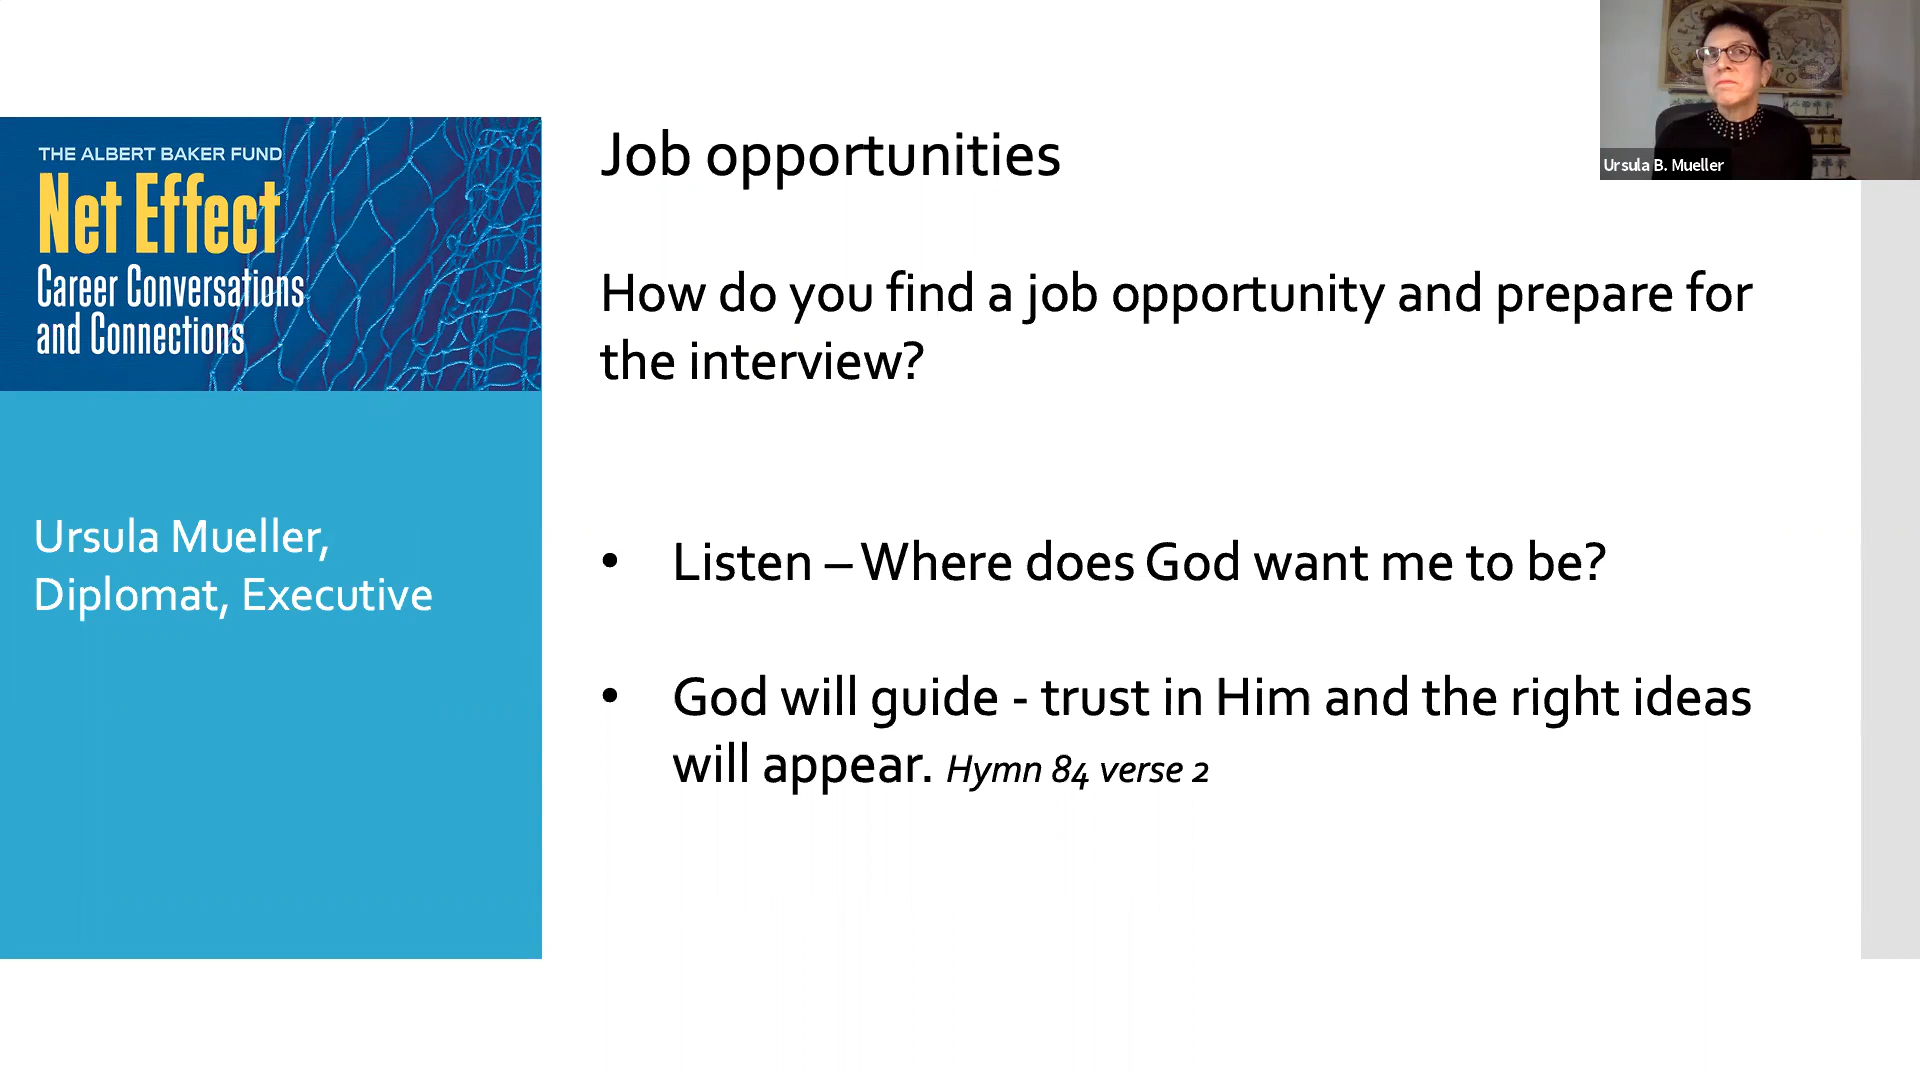 THE ALBERT BAKER FUND
Net Effect
Career Conversations
and Connections
Ursula Mueller,
Diplomat, Executive
Job opportunities
How do you find a job opportunity and prepare for
the interview?
• Listen – Where does God want me to be?
• God will guide - trust in Him and the right ideas
will appear. Hymn 84 verse 2
Ursula B. Mueller